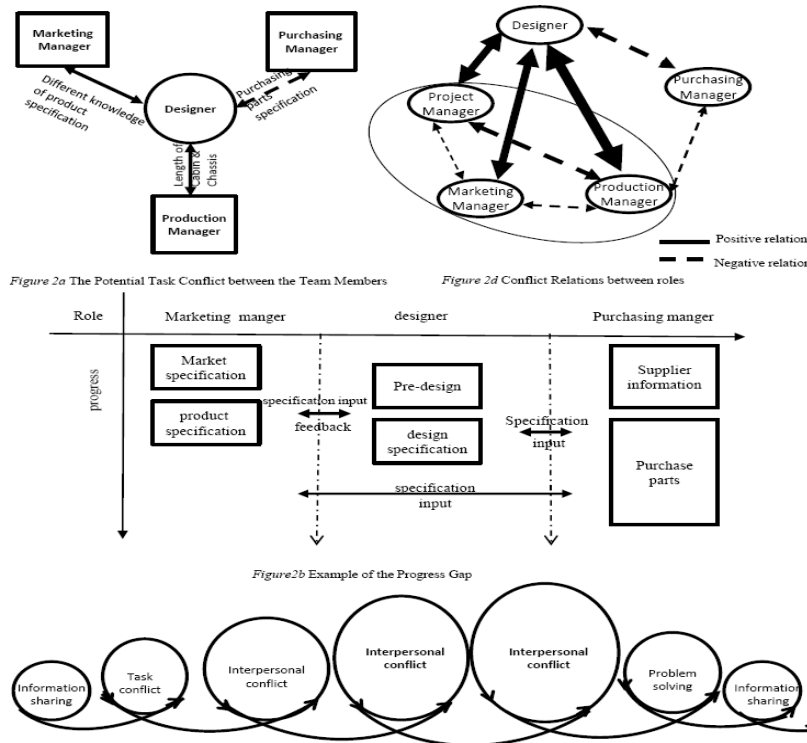 Marketing
Manager
Purchasing
Manager
Different knowledge
of product
specification
Purchasing
parts
specification
Designer
Length of
Cabin &
Chassis
Production
Manager
Figure 2a The Potential Task Conflict between the Team Members
Designer
Purchasing
Manager
Project
Manager
Marketing
Manager
Production
Manager
Positive relation
Negative relation
Figure 2d Conflict Relations between roles
Role
Marketing manger
designer
Purchasing manger
progress
Market
specification
product
specification
specification input
feedback
Pre-design
design
specification
Specification
input
specification
input
Supplier
information
Purchase
parts
Figure2b Example of the Progress Gap
Information
sharing
Task
conflict
Interpersonal
conflict
Interpersonal
conflict
Interpersonal
conflict
Problem
solving
Information
sharing